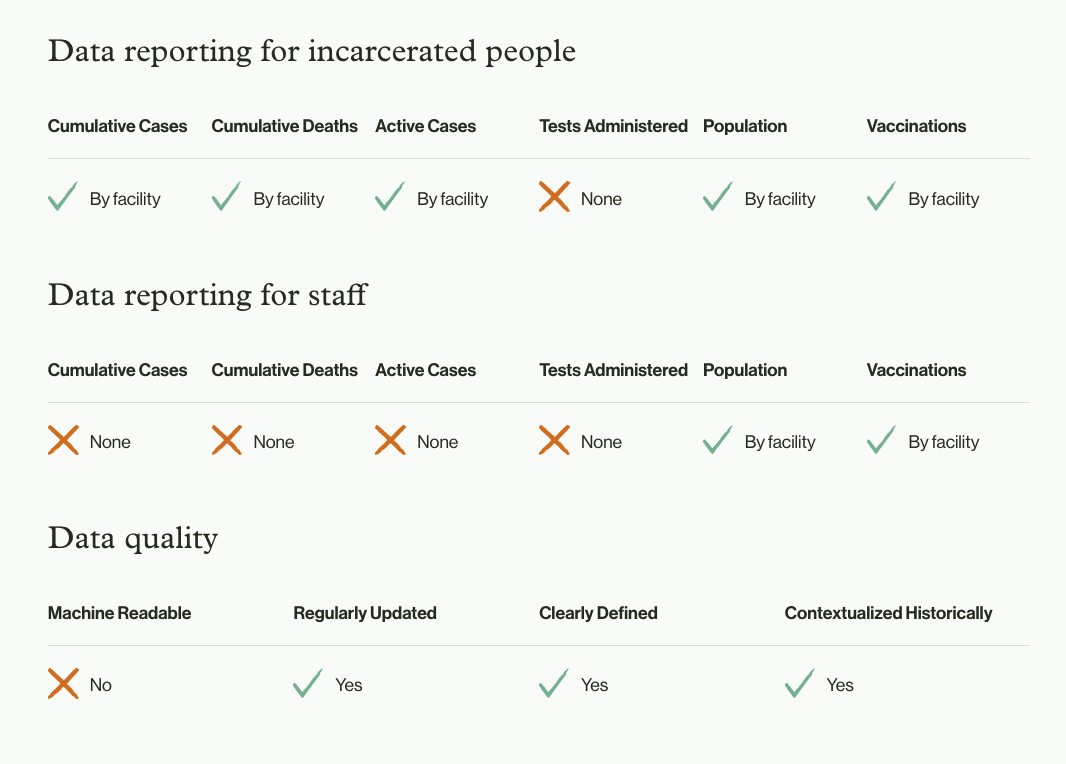 Data reporting for incarcerated people
Cumulative Cases Cumulative Deaths Active Cases Tests Administered Population Vaccinations
By facility By facility By facility None By facility By facility
Data reporting for staff
Cumulative Cases Cumulative Deaths Active Cases Tests Administered Population Vaccinations
None None None None By facility By facility
Data quality
Machine Readable Regularly Updated Clearly Defined Contextualized Historically
No Yes Yes Yes